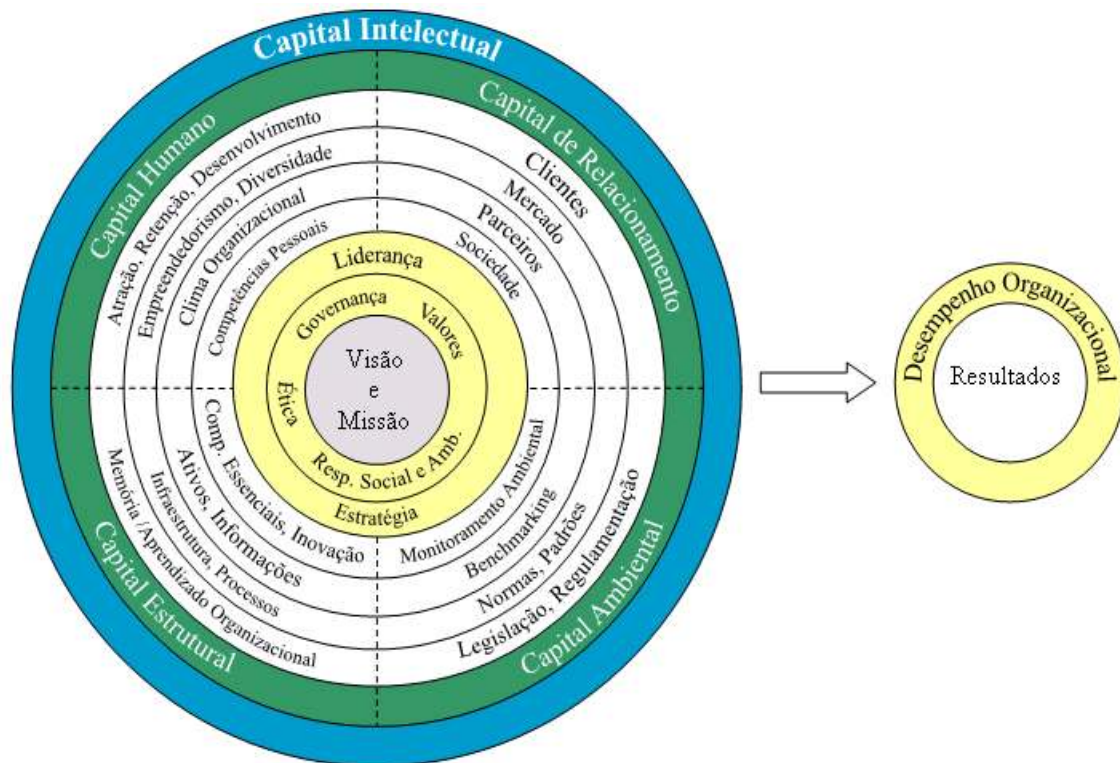 Capital Intelectual
Capital Humano
Atração, Retenção, Desenvolvimento
Empreendedorismo, Diversidade
Clima Organizacional
Competências Pessoais
Capital de Relacionamento
Clientes
Mercado
Parceiros
Sociedade
Liderança
Governança
Valores
Ética
Resp. Social e Amb.
Estratégia
Visão
e
Missão
Comp. Essenciais, Inovação
Ativos, Informações
Infraestrutura, Processos
Memória /Aprendizado Organizacional
Capital Estrutural
Monitoramento Ambiental
Benchmarking
Normas, Padrões
Legislação, Regulamentação
Capital Ambiental
Desempenho Organizacional
Resultados